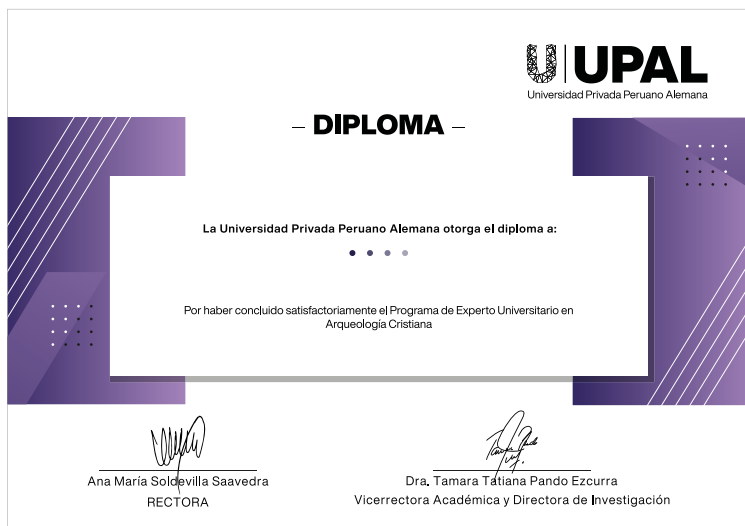 UPAL
Universidad Privada Peruano Alemana
– DIPLOMA –
La Universidad Privada Peruano Alemana otorga el diploma a:
Por haber concluido satisfactoriamente el Programa de Experto Universitario en
Arqueología Cristiana
Ana María Soldevilla Saavedra
RECTORA
Dra. Tamara Tatiana Pando Ezcurra
Vicerrectora Académica y Directora de Investigación